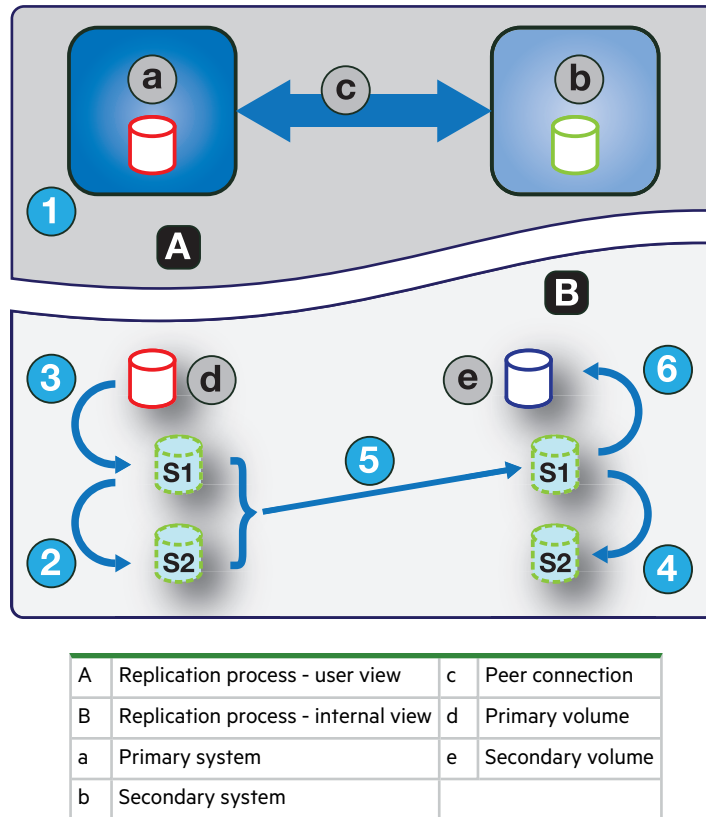 a
c
b
1
A
B
3
d
e
6
S1
5
S1
2
S2
S2
4
A Replication process - user view c Peer connection
B Replication process - internal view d Primary volume
a Primary system e Secondary volume
b Secondary system